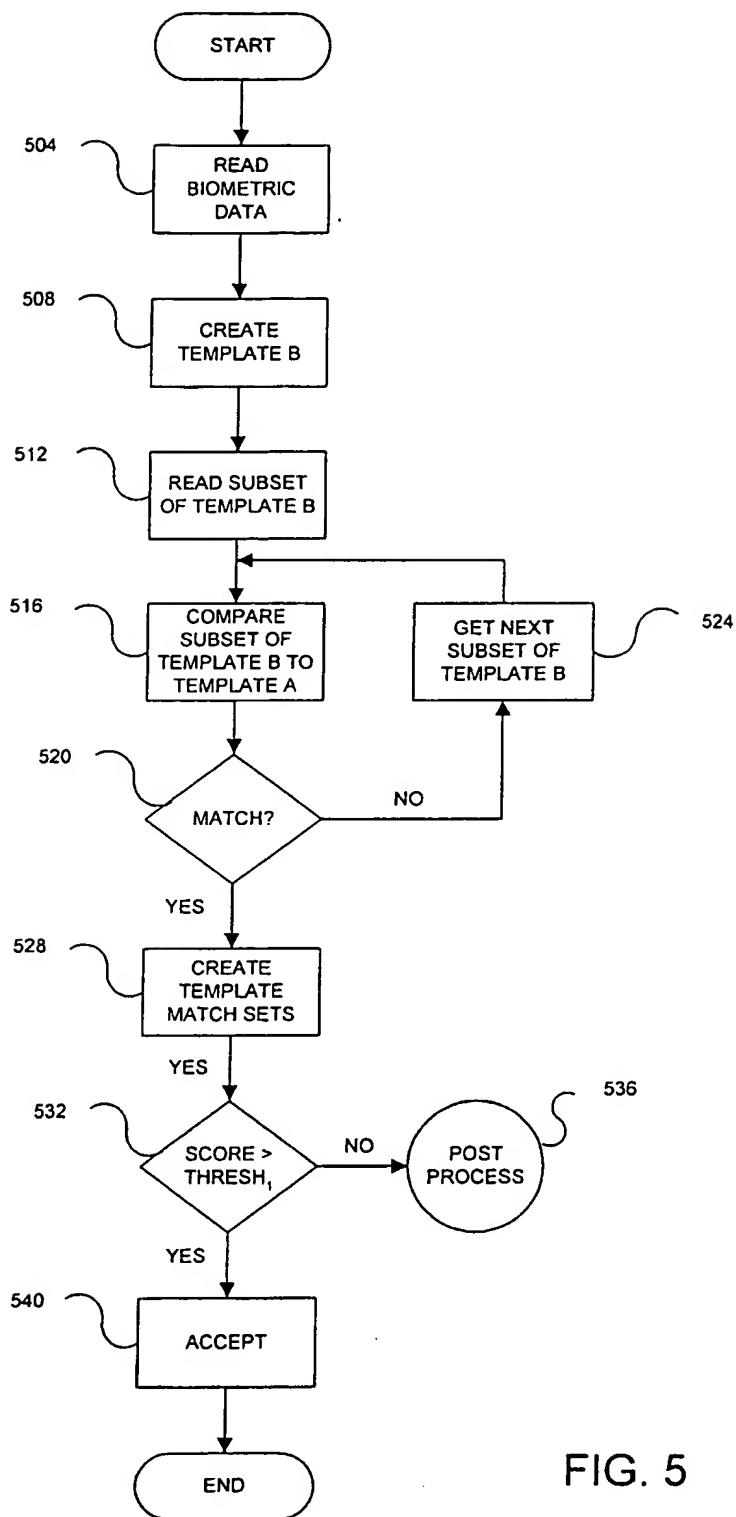 START
504
READ
BIOMETRIC
DATA
508
CREATE
TEMPLATE B
512
READ SUBSET
OF TEMPLATE B
516
COMPARE
SUBSET OF
TEMPLATE B TO
TEMPLATE A
GET NEXT
SUBSET OF
TEMPLATE B
524
520
MATCH?
NO
YES
528
CREATE
TEMPLATE
MATCH SETS
YES
532
SCORE >
THRESH1
NO
POST
PROCESS
536
YES
540
ACCEPT
END
FIG. 5